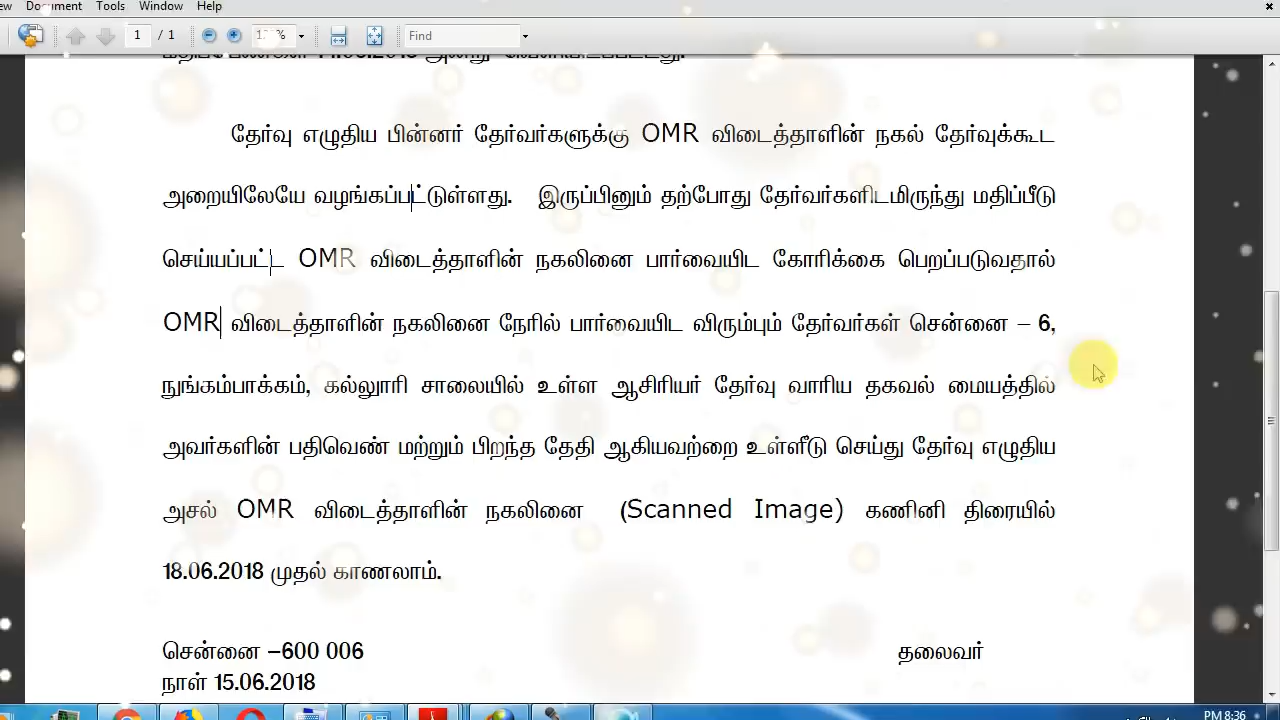 Document Tools Window Help
1 / 1 Find
தேர்வு எழுதிய பின்னர் தேர்வர்களுக்கு OMR விடைத்தாளின் நகல் தேர்வுக்கூட
அறையிலேயே வழங்கப்பட்டுள்ளது. இருப்பினும் தற்போது தேர்வர்களிடமிருந்து மதிப்பீடு
செய்யப்பட்ட OMR விடைத்தாளின் நகலினை பார்வையிட கோரிக்கை பெறப்படுவதால்
OMR விடைத்தாளின் நகலினை நேரில் பார்வையிட விரும்பும் தேர்வர்கள் சென்னை – 6,
நுங்கம்பாக்கம், கல்லூரி சாலையில் உள்ள ஆசிரியர் தேர்வு வாரிய தகவல் மையத்தில்
அவர்களின் பதிவெண் மற்றும் பிறந்த தேதி ஆகியவற்றை உள்ளீடு செய்து தேர்வு எழுதிய
அசல் OMR விடைத்தாளின் நகலினை (Scanned Image) கணினி திரையில்
18.06.2018 முதல் காணலாம்.
சென்னை –600 006 தலைவர்
நாள் 15.06.2018
PM 8:36